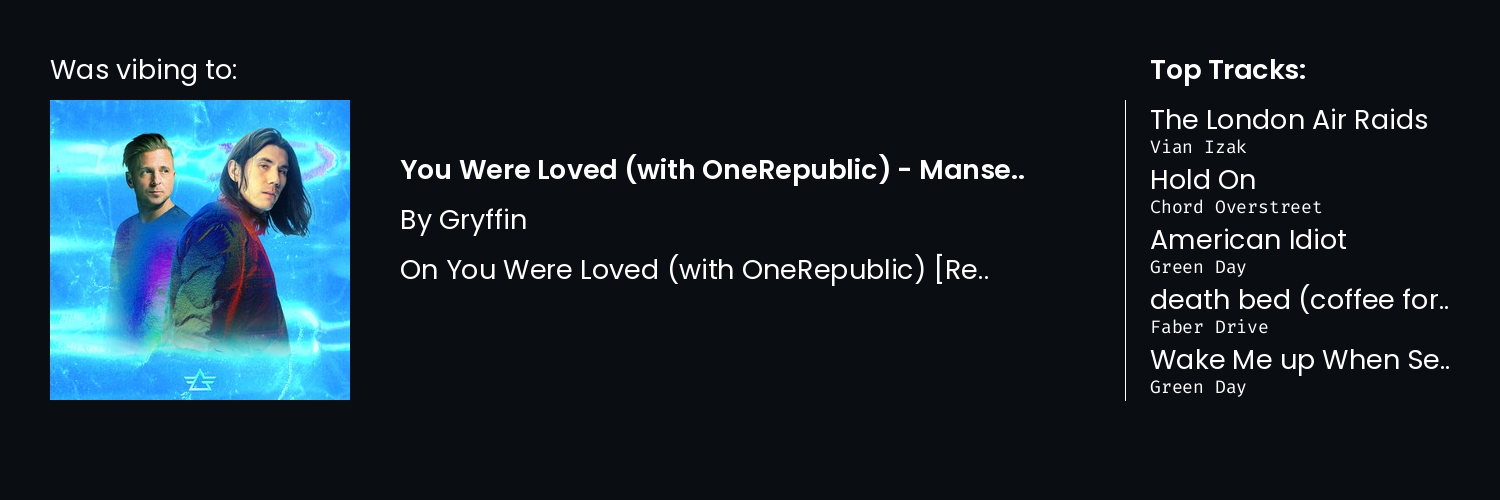 Was vibing to:
You Were Loved (with OneRepublic) - Manse..
By Gryffin
On You Were Loved (with OneRepublic) [Re..
Top Tracks:
The London Air Raids
Vian Izak
Hold On
Chord Overstreet
American Idiot
Green Day
death bed (coffee for..
Faber Drive
Wake Me up When Se..
Green Day